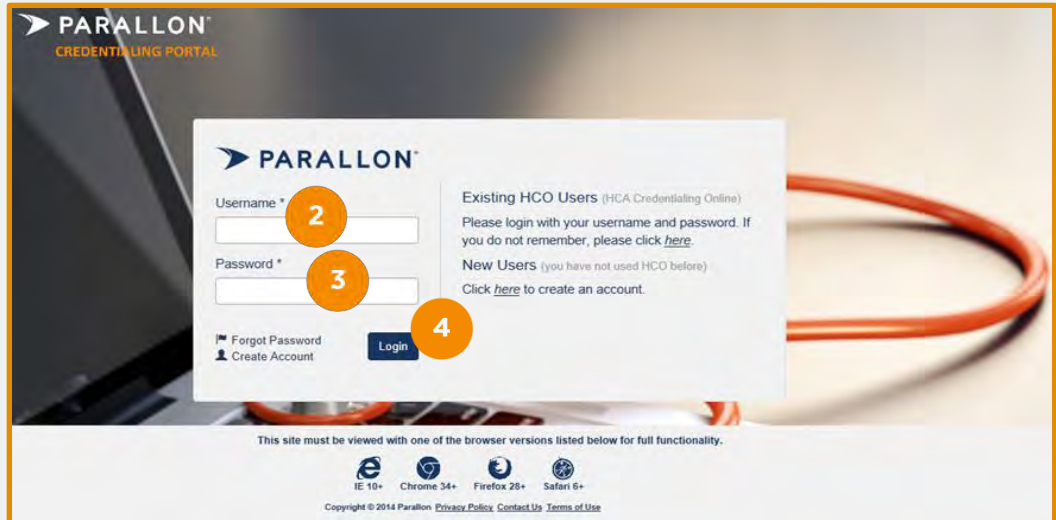 PARALLON
CREDENTIALING PORTAL
PARALLON
Username *
2
Password *
3
Forgot Password
Create Account
Login
4
Existing HCO Users (HCA Credentialing Online)
Please login with your username and password. If
you do not remember, please click here.
New Users (you have not used HCO before)
Click here to create an account.
This site must be viewed with one of the browser versions listed below for full functionality.
IE 10+ Chrome 34+ Firefox 28+ Safari 6+
Copyright © 2014 Parallon Privacy Policy Contact Us Terms of Use